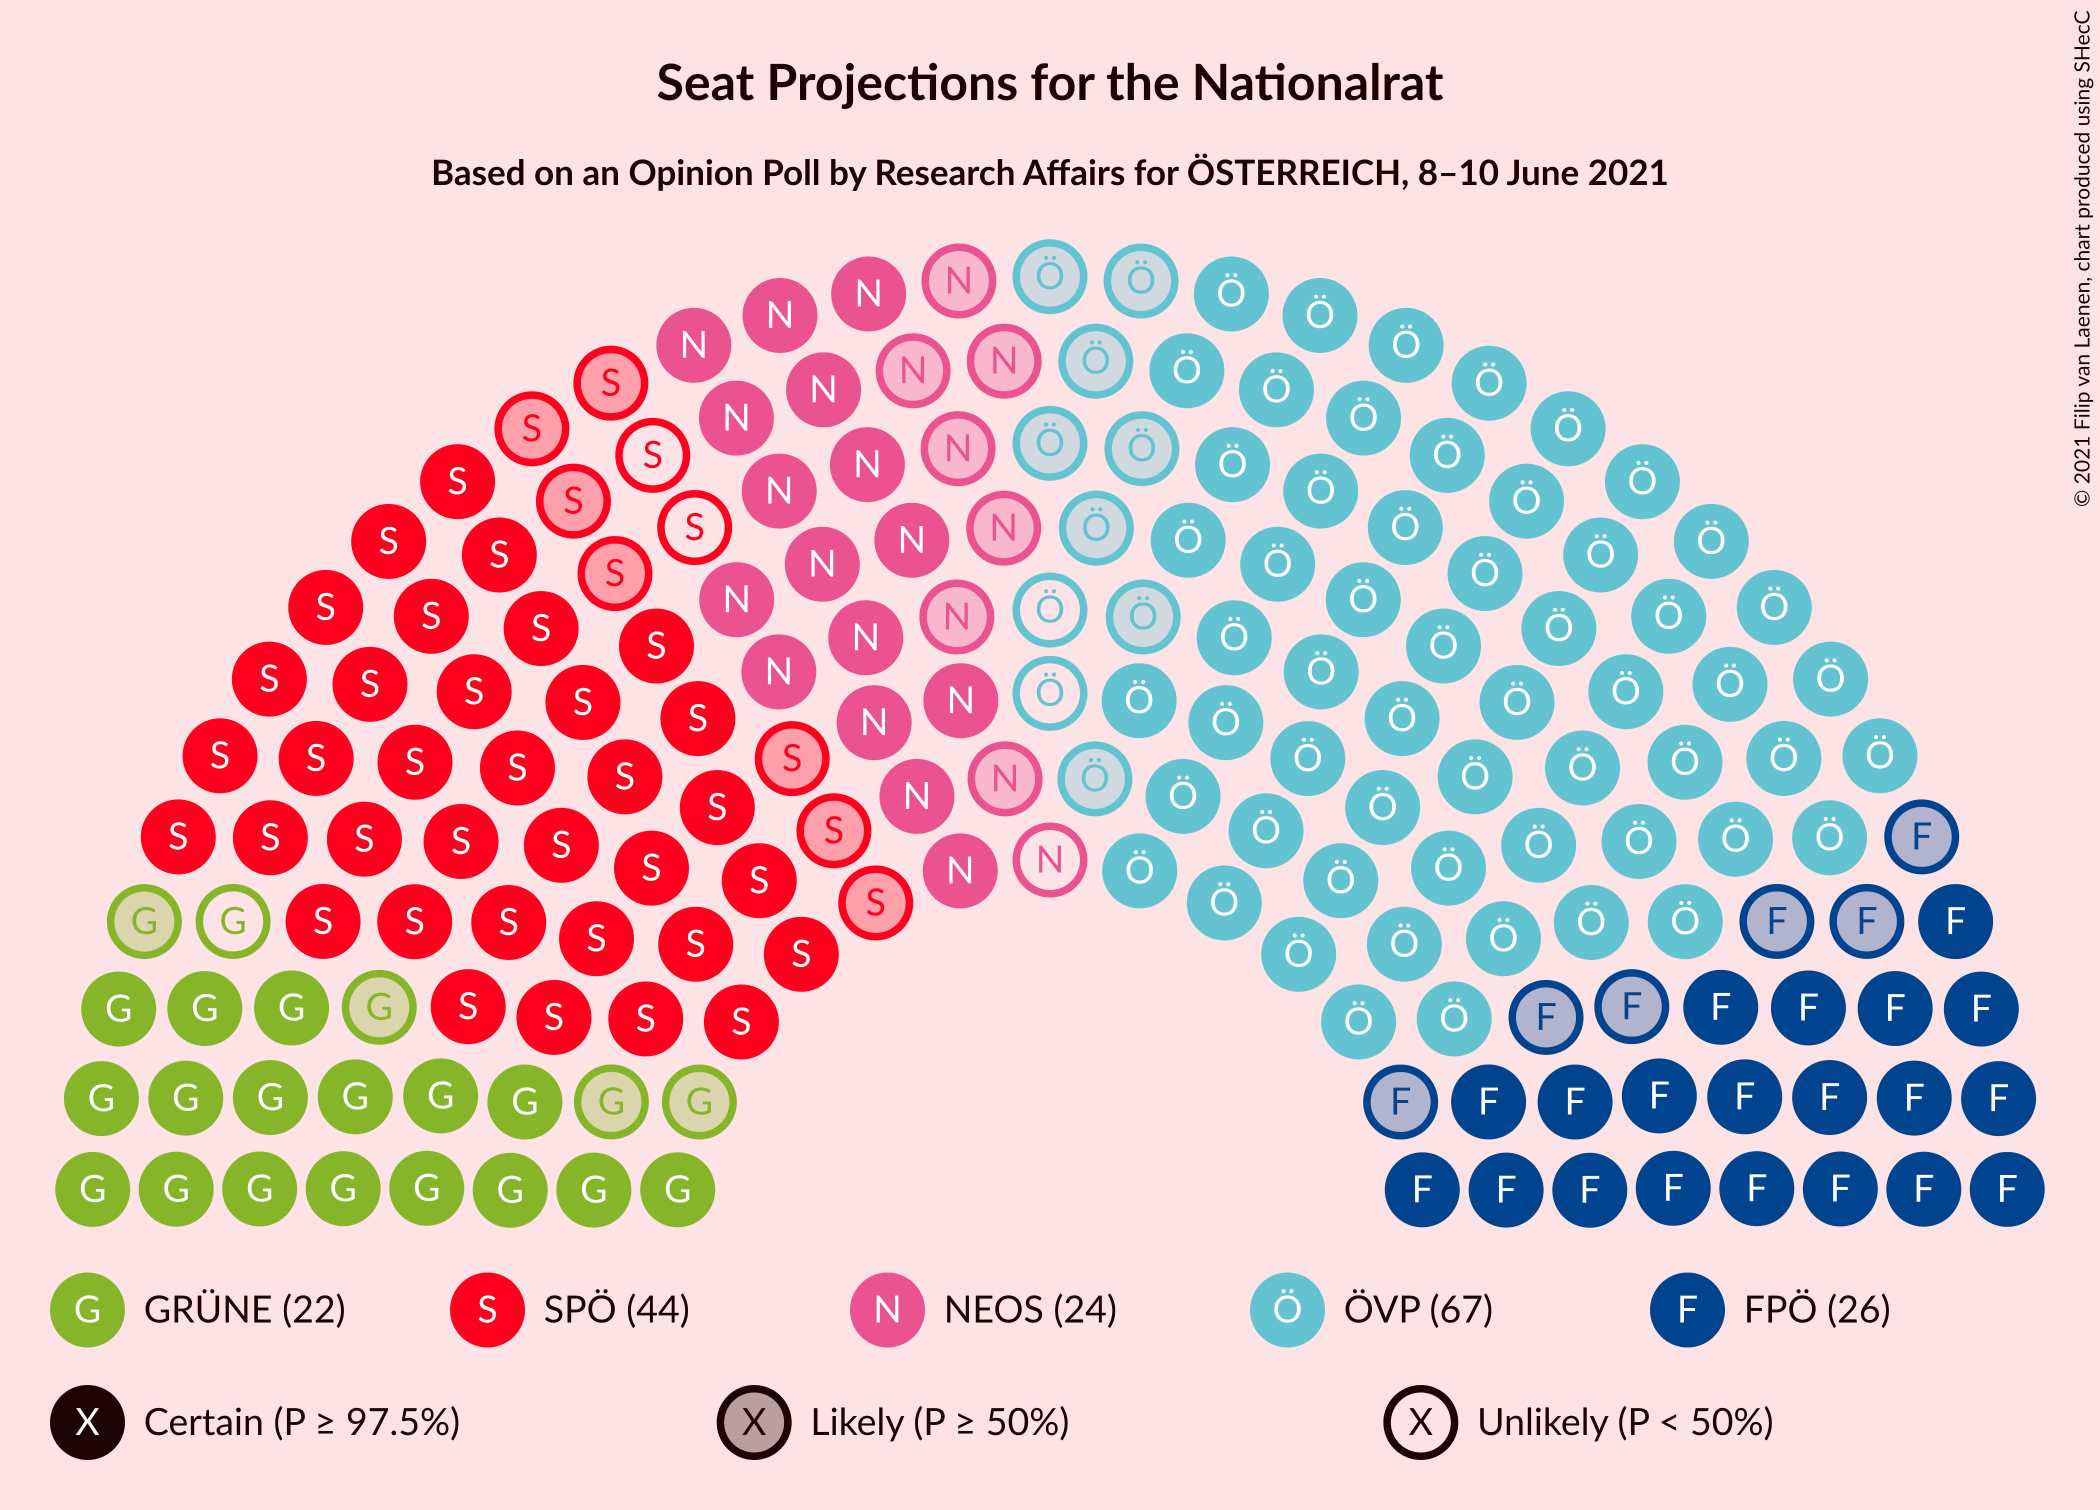 Seat Projections for the Nationalrat
Based on an Opinion Poll by Research Affairs for ÖSTERREICH, 8–10 June 2021
© 2021 Filip van Laenen, chart produced using SHecC
N N Ö Ö Ö Ö
N N Ö
S N N N Ö Ö Ö Ö Ö
S N N Ö Ö Ö
S S N N Ö Ö Ö Ö
S S N N Ö Ö Ö Ö
S S S N N N Ö Ö Ö Ö Ö Ö
S S N N Ö Ö Ö Ö
S S S N N N Ö Ö Ö Ö Ö Ö
S S S N Ö Ö Ö Ö
S S S S N N Ö Ö Ö Ö Ö Ö Ö
S S S S N Ö Ö Ö Ö Ö Ö
S S S S S S N N Ö Ö Ö Ö Ö Ö Ö Ö
S S S S S S N N Ö Ö Ö Ö Ö Ö Ö
S S S S S S S N Ö Ö Ö Ö Ö Ö Ö F
S S S S N N Ö Ö Ö Ö
G G S S S S S S S Ö Ö Ö Ö Ö Ö F F F
G G G G S S S S Ö Ö F F F F F F
G G G G G G G G F F F F F F F F
G G G G G G G G F F F F F F F F
G GRÜNE (22) S SPÖ (44) N NEOS (24) Ö ÖVP (67) F FPÖ (26)
X Certain (P ≥ 97.5%) X Likely (P ≥ 50%) X Unlikely (P < 50%)